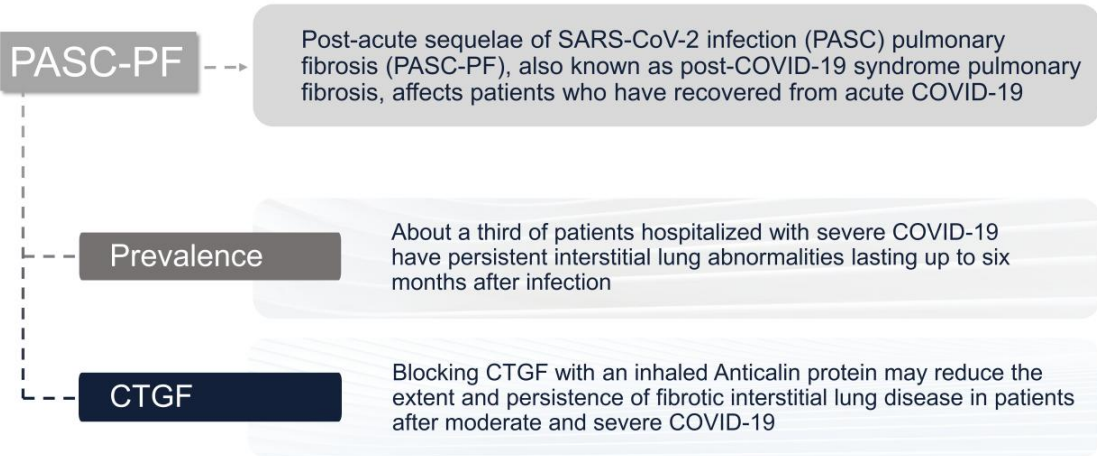 PASC-PF
Post-acute sequelae of SARS-CoV-2 infection (PASC) pulmonary
fibrosis (PASC-PF), also known as post-COVID-19 syndrome pulmonary
fibrosis, affects patients who have recovered from acute COVID-19
Prevalence
About a third of patients hospitalized with severe COVID-19
have persistent interstitial lung abnormalities lasting up to six
months after infection
CTGF
Blocking CTGF with an inhaled Anticalin protein may reduce the
extent and persistence of fibrotic interstitial lung disease in patients
after moderate and severe COVID-19